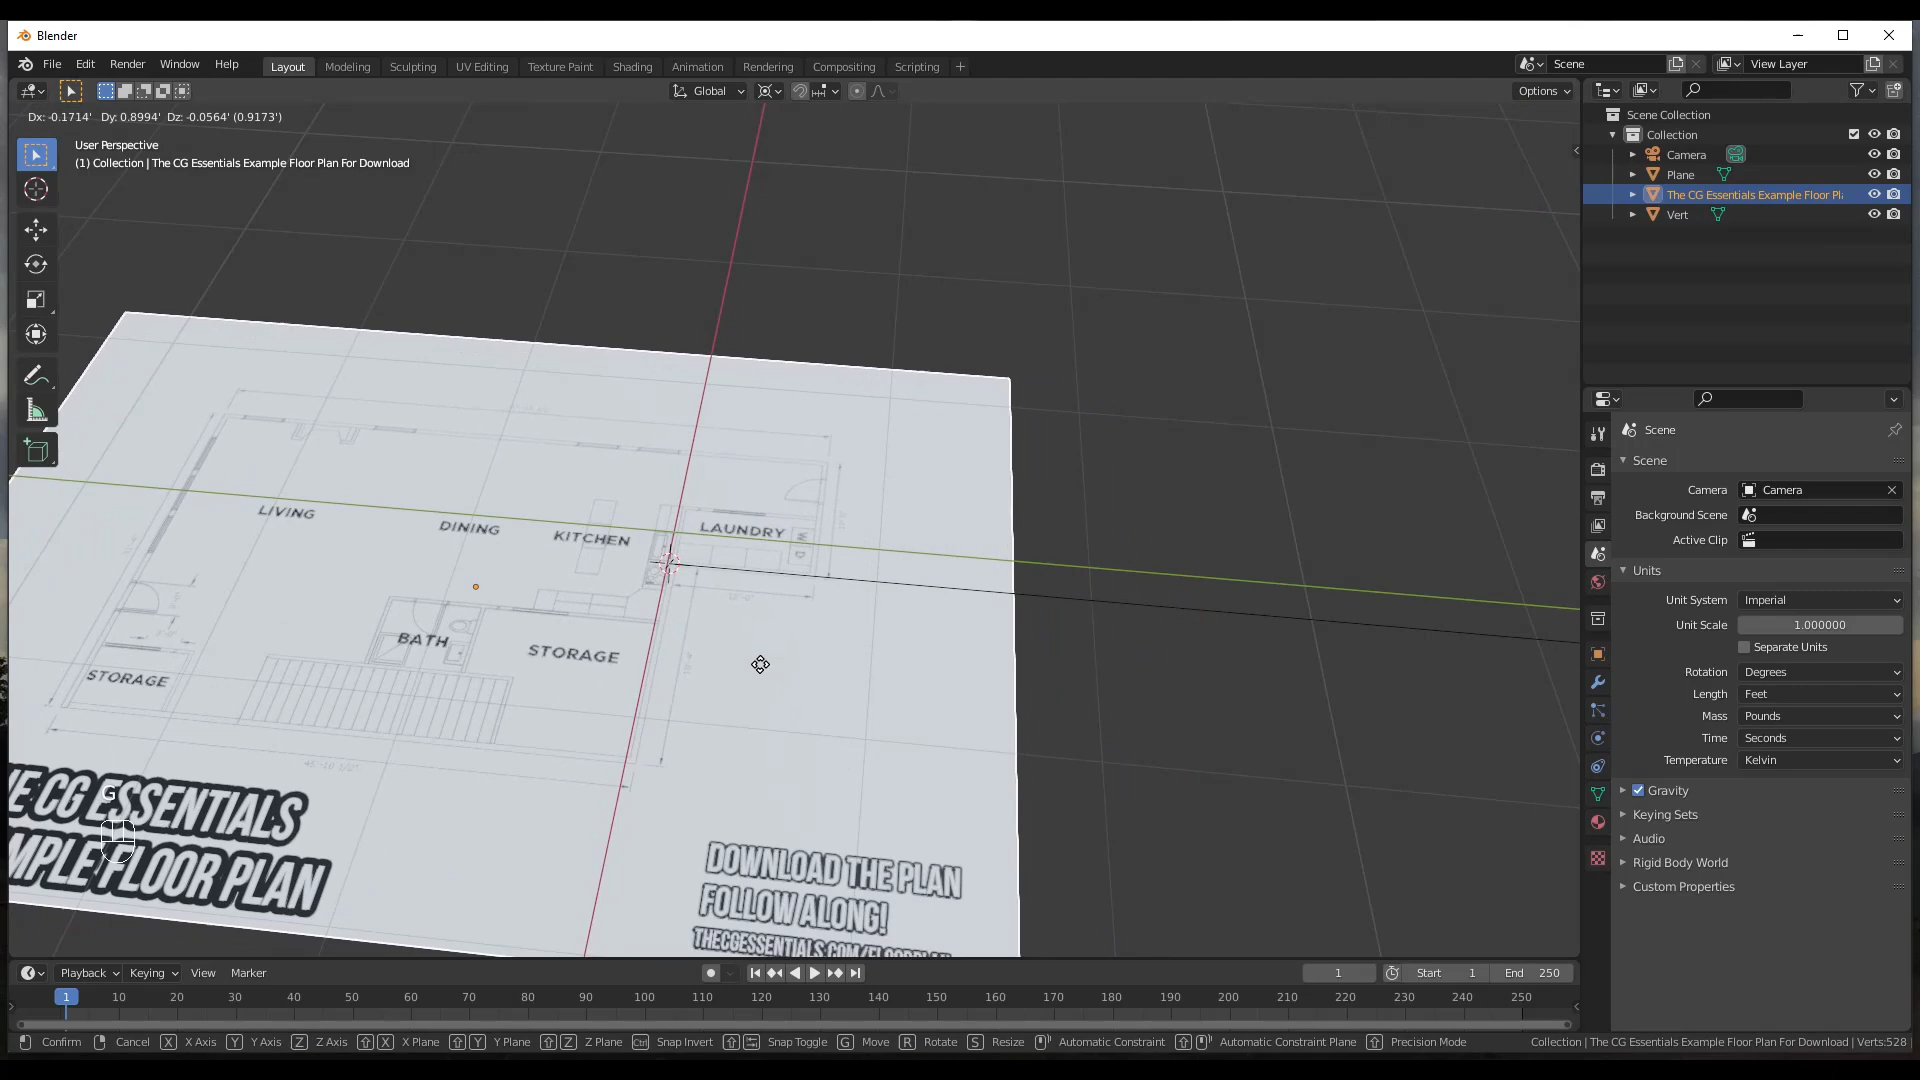 Blender
File Edit Render Window Help Layout Modeling Sculpting UV Editing Texture Paint Shading Animation Rendering Compositing Scripting + Scene View Layer
Global Options
Dx: -0.1714' Dy: 0.8994' Dz: -0.0564' (0.9173')
User Perspective
(1) Collection | The CG Essentials Example Floor Plan For Download
Scene Collection
Collection
Camera
Plane
The CG Essentials Example Floor Pl
Vert
LIVING
DINING
KITCHEN
LAUNDRY
W
D
BATH
STORAGE
STORAGE
THE CG ESSENTIALS
EXAMPLE FLOOR PLAN
DOWNLOAD THE PLAN
FOLLOW ALONG!
THECGESSENTIALS.COM/FLOORPLAN
G
Scene
Scene
Camera Camera
Background Scene
Active Clip
Units
Unit System Imperial
Unit Scale 1.000000
Separate Units
Rotation Degrees
Length Feet
Mass Pounds
Time Seconds
Temperature Kelvin
Gravity
Keying Sets
Audio
Rigid Body World
Custom Properties
Playback Keying View Marker 1 Start 1 End 250
1 10 20 30 40 50 60 70 80 90 100 110 120 130 140 150 160 170 180 190 200 210 220 230 240 250
Confirm Cancel X X Axis Y Y Axis Z Z Axis X X Plane Y Y Plane Z Z Plane Ctrl Snap Invert Snap Toggle G Move R Rotate S Resize Automatic Constraint Automatic Constraint Plane Precision Mode Collection | The CG Essentials Example Floor Plan For Download | Verts:528